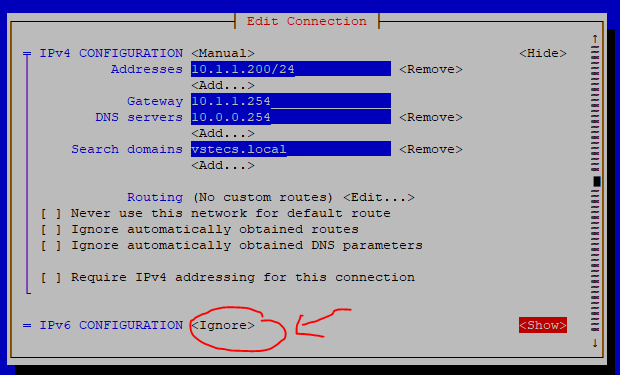 Edit Connection
= IPv4 CONFIGURATION <Manual> <Hide>
Addresses 10.1.1.200/24 <Remove>
<Add...>
Gateway 10.1.1.254
DNS servers 10.0.0.254 <Remove>
<Add...>
Search domains vstecs.local <Remove>
<Add...>
Routing (No custom routes) <Edit...>
[ ] Never use this network for default route
[ ] Ignore automatically obtained routes
[ ] Ignore automatically obtained DNS parameters
[ ] Require IPv4 addressing for this connection
= IPv6 CONFIGURATION <Ignore> <Show>